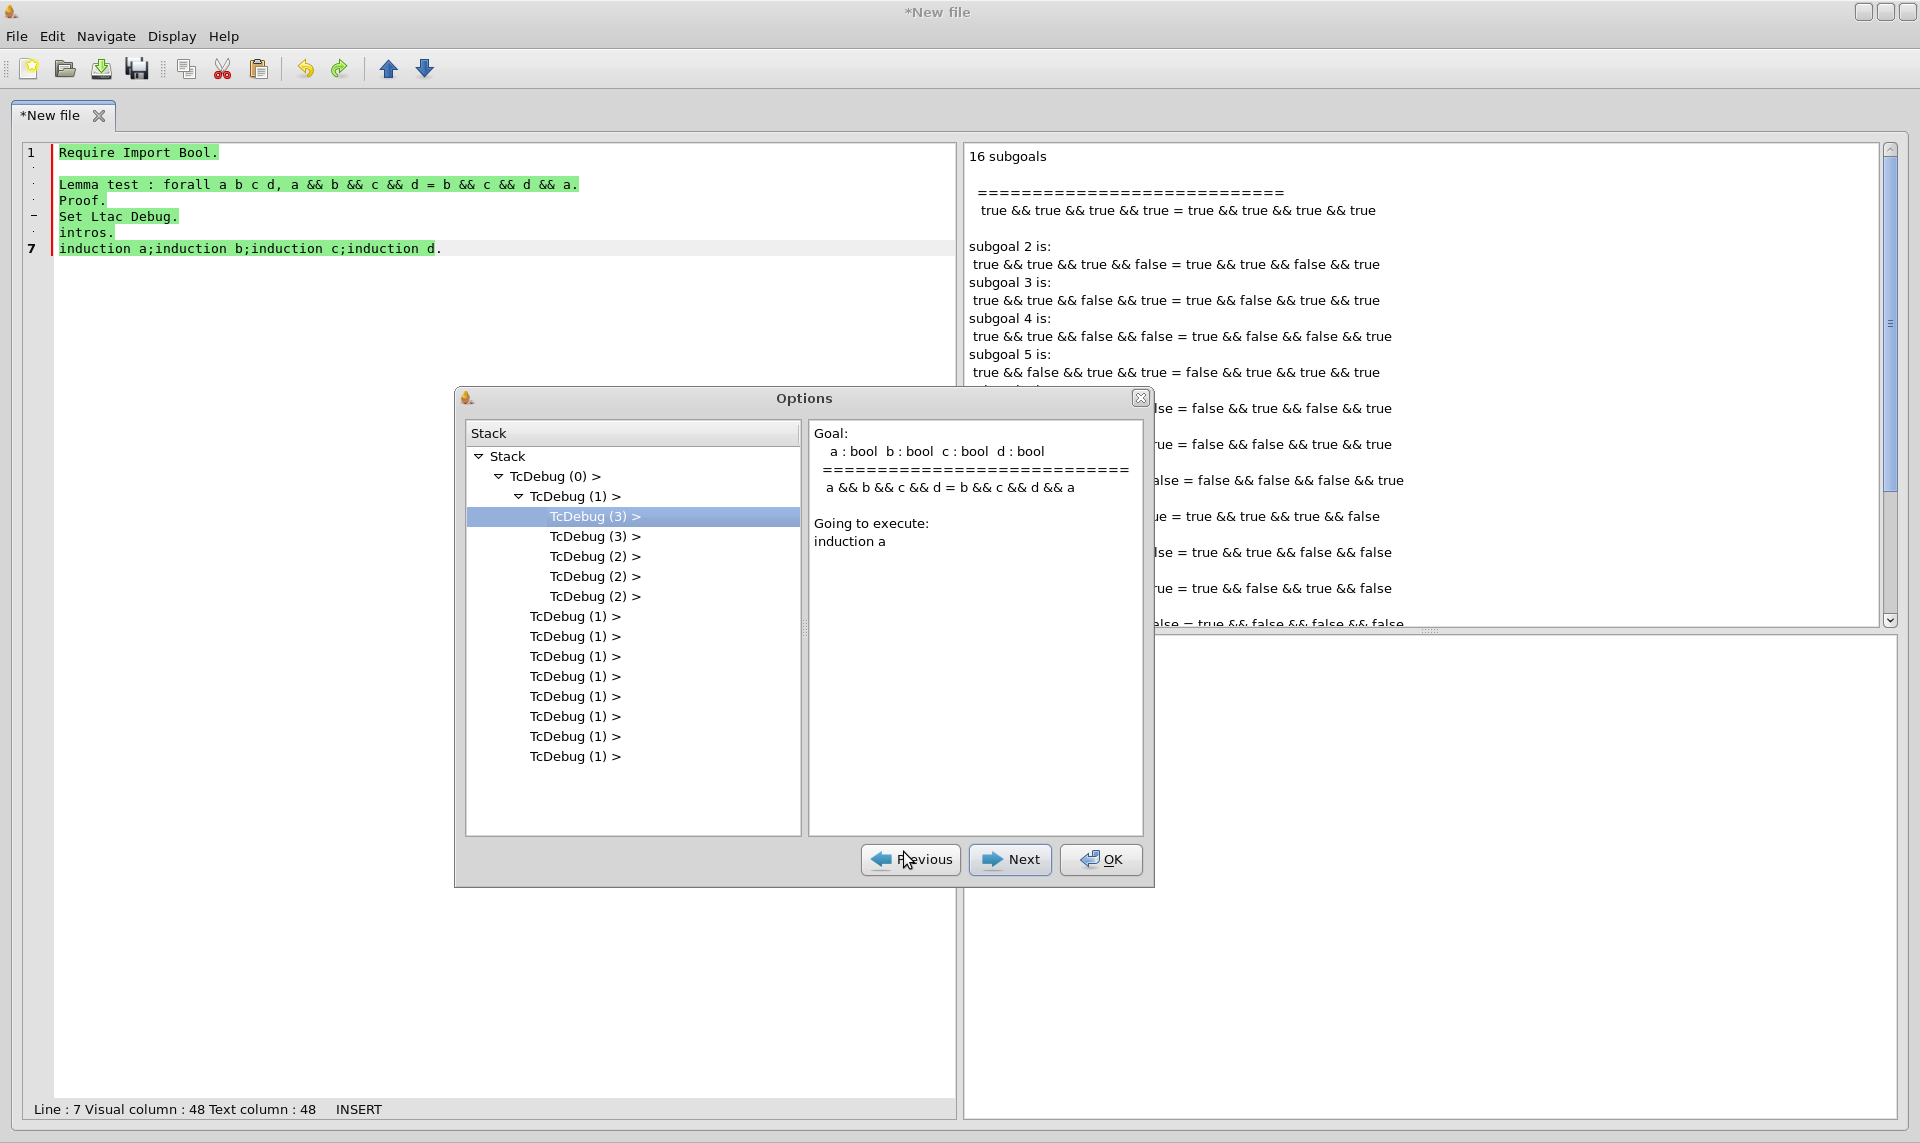 *New file
File Edit Navigate Display Help
*New file
1 Require Import Bool.
Lemma test : forall a b c d, a && b && c && d = b && c && d && a.
Proof.
Set Ltac Debug.
intros.
7 induction a;induction b;induction c;induction d.
Line : 7 Visual column : 48 Text column : 48 INSERT
16 subgoals
============================
true && true && true && true = true && true && true && true
subgoal 2 is:
true && true && true && false = true && true && false && true
subgoal 3 is:
true && true && false && true = true && false && true && true
subgoal 4 is:
true && true && false && false = true && false && false && true
subgoal 5 is:
true && false && true && true = false && true && true && true
lse = false && true && false && true
ue = false && false && true && true
alse = false && false && false && true
ue = true && true && true && false
lse = true && true && false && false
rue = true && false && true && false
alse = true && false && false && false
Options
Stack
Stack
TcDebug (0) >
TcDebug (1) >
TcDebug (3) >
TcDebug (3) >
TcDebug (2) >
TcDebug (2) >
TcDebug (2) >
TcDebug (1) >
TcDebug (1) >
TcDebug (1) >
TcDebug (1) >
TcDebug (1) >
TcDebug (1) >
TcDebug (1) >
TcDebug (1) >
Goal:
a : bool b : bool c : bool d : bool
============================
a && b && c && d = b && c && d && a
Going to execute:
induction a
Previous Next OK